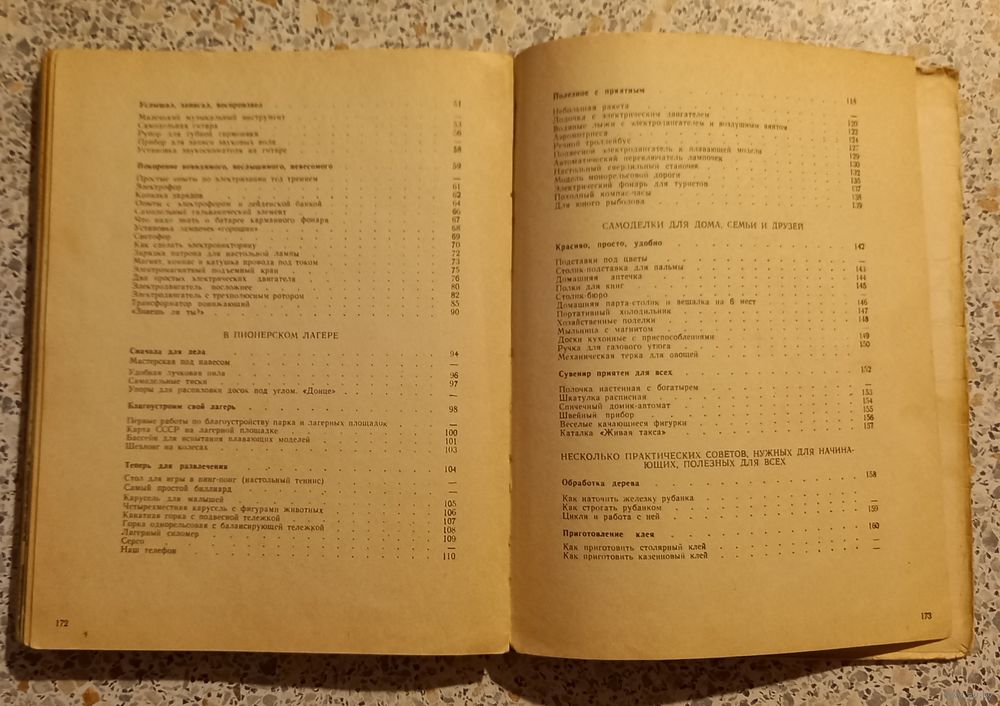 Услышал, записал, воспроизвел . . . 51
Маленький музыкальный инструмент . . . —
Самодельная гитара . . . 53
Рупор для губной гармоники . . . 56
Прибор для записи звуковых волн . . . —
Установка звукоснимателя на гитаре . . . 58
Покорение невидимого, неслышимого, невесомого . . . 59
Простые опыты по электризации тел трением . . . —
Электрофор . . . 61
Копилка зарядов . . . 62
Опыты с электрофором и лейденской банкой . . . 64
Самодельный гальванический элемент . . . 66
Что надо знать о батарее карманного фонаря . . . 67
Установка лампочек-«горошин» . . . 68
Светофор . . . 69
Как сделать электровикторину . . . 70
Зарядка патрона для настольной лампы . . . 72
Магнит, компас и катушка провода под током . . . 73
Электромагнитный подъемный кран . . . 75
Два простых электрических двигателя . . . 76
Электродвигатель посложнее . . . 80
Электродвигатель с трехполюсным ротором . . . 82
Трансформатор понижающий . . . 85
«Знаешь ли ты?» . . . 90
В ПИОНЕРСКОМ ЛАГЕРЕ
Сначала для дела . . . 94
Мастерская под навесом . . . —
Удобная лучковая пила . . . 96
Самодельные тиски . . . 97
Упоры для распиловки досок под углом. «Донце» . . . —
Благоустроим свой лагерь . . . 98
Первые работы по благоустройству парка и лагерных площадок . . . —
Карта СССР на лагерной площадке . . . 100
Бассейн для испытания плавающих моделей . . . 101
Шезлонг на колесах . . . 103
Теперь для развлечения . . . 104
Стол для игры в пинг-понг (настольный теннис) . . . —
Самый простой биллиард . . . —
Карусель для малышей . . . 105
Четырехместная карусель с фигурами животных . . . 106
Канатная горка с подвесной тележкой . . . 107
Горка однорельсовая с балансирующей тележкой . . . 108
Лагерный силомер . . . 109
Серсо . . . —
Наш телефон . . . 110
172
Полезное с приятным . . . 118
Небольшая ракета . . . —
Лодочка с электрическим двигателем . . .
Водяные лыжи с электродвигателем и воздушным винтом . . . 120
Аэромотриса . . . 122
Речной троллейбус . . . 124
Подвесной электродвигатель к плавающей модели . . . 127
Автоматический переключатель лампочек . . . 129
Настольный сверлильный станочек . . . 130
Модель монорельсовой дороги . . . 132
Электрический фонарь для туристов . . . 135
Походный компас-часы . . . 137
Для юного рыболова . . . 138
139
САМОДЕЛКИ ДЛЯ ДОМА, СЕМЬИ И ДРУЗЕЙ
Красиво, просто, удобно . . . 142
Подставки под цветы . . . —
Столик-подставка для пальмы . . . 143
Домашняя аптечка . . . 144
Полки для книг . . . 145
Столик-бюро . . .
Домашняя парта-столик и вешалка на 6 мест . . . 146
Портативный холодильник . . . 147
Хозяйственные поделки . . . 148
Мыльница с магнитом . . .
Доски кухонные с приспособлениями . . . 149
Ручка для газового утюга . . . 150
Механическая терка для овощей . . .
Сувенир приятен для всех . . . 152
Полочка настенная с богатырем . . . —
Шкатулка расписная . . . 153
Спичечный домик-автомат . . . 154
Швейный прибор . . . 155
Веселые качающиеся фигурки . . . 156
Каталка «Живая такса» . . . 157
НЕСКОЛЬКО ПРАКТИЧЕСКИХ СОВЕТОВ, НУЖНЫХ ДЛЯ НАЧИНА-
ЮЩИХ, ПОЛЕЗНЫХ ДЛЯ ВСЕХ
Обработка дерева . . . 158
Как наточить железку рубанка . . . —
Как строгать рубанком . . . 159
Цикля и работа с ней . . .
Приготовление клея . . . 160
Как приготовить столярный клей . . . —
Как приготовить казеиновый клей . . . —
173